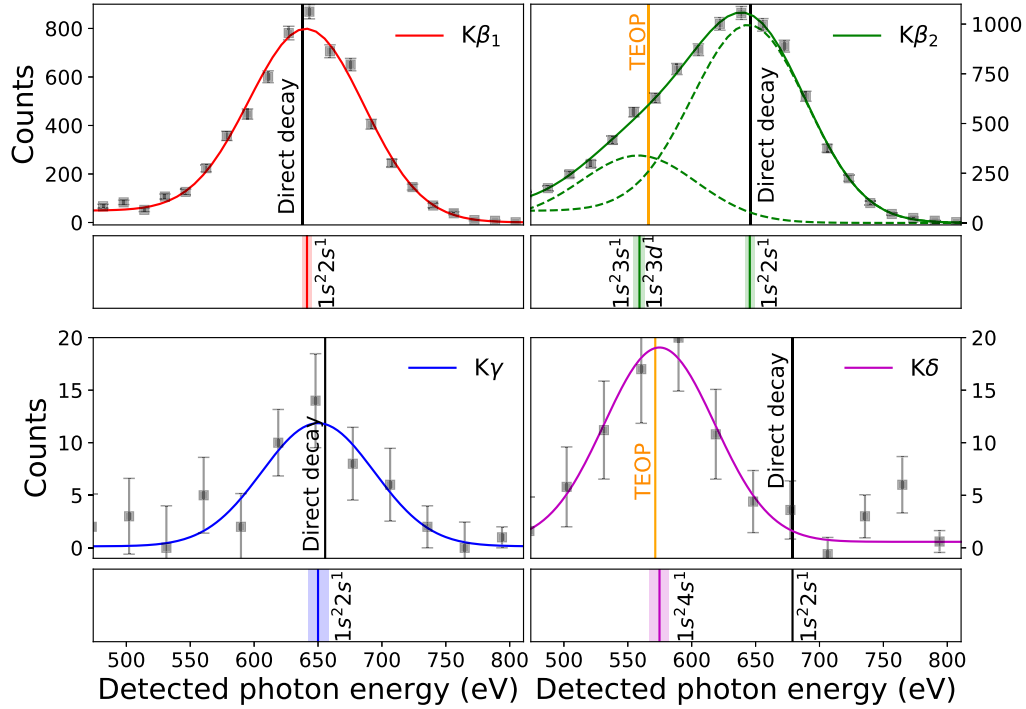 Counts
800
600
400
200
0
Kβ₁
Direct decay
TEOP
Kβ₂
Direct decay
1000
750
500
250
0
1s²2s¹
1s²3s¹
1s²3d¹
1s²2s¹
Counts
20
15
10
5
0
Kγ
Direct decay
TEOP
Kδ
Direct decay
20
15
10
5
0
1s²2s¹
1s²4s¹
1s²2s¹
500 550 600 650 700 750 800
500 550 600 650 700 750 800
Detected photon energy (eV)
Detected photon energy (eV)